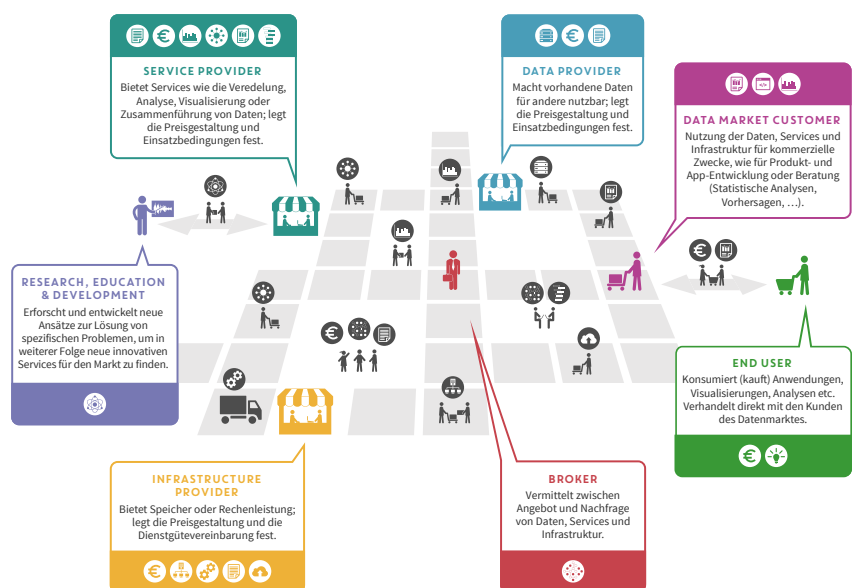 SERVICE PROVIDER
Bietet Services wie die Veredelung,
Analyse, Visualisierung oder
Zusammenführung von Daten; legt
die Preisgestaltung und
Einsatzbedingungen fest.
DATA PROVIDER
Macht vorhandene Daten
für andere nutzbar; legt
die Preisgestaltung und
Einsatzbedingungen fest.
DATA MARKET CUSTOMER
Nutzung der Daten, Services und
Infrastruktur für kommerzielle
Zwecke, wie für Produkt- und
App-Entwicklung oder Beratung
(Statistische Analysen,
Vorhersagen, ...).
RESEARCH, EDUCATION
& DEVELOPMENT
Erforscht und entwickelt neue
Ansätze zur Lösung von
spezifischen Problemen, um in
weiterer Folge neue innovativen
Services für den Markt zu finden.
END USER
Konsumiert (kauft) Anwendungen,
Visualisierungen, Analysen etc.
Verhandelt direkt mit den Kunden
des Datenmarktes.
INFRASTRUCTURE
PROVIDER
Bietet Speicher oder Rechenleistung;
legt die Preisgestaltung und die
Dienstgütevereinbarung fest.
BROKER
Vermittelt zwischen
Angebot und Nachfrage
von Daten, Services und
Infrastruktur.